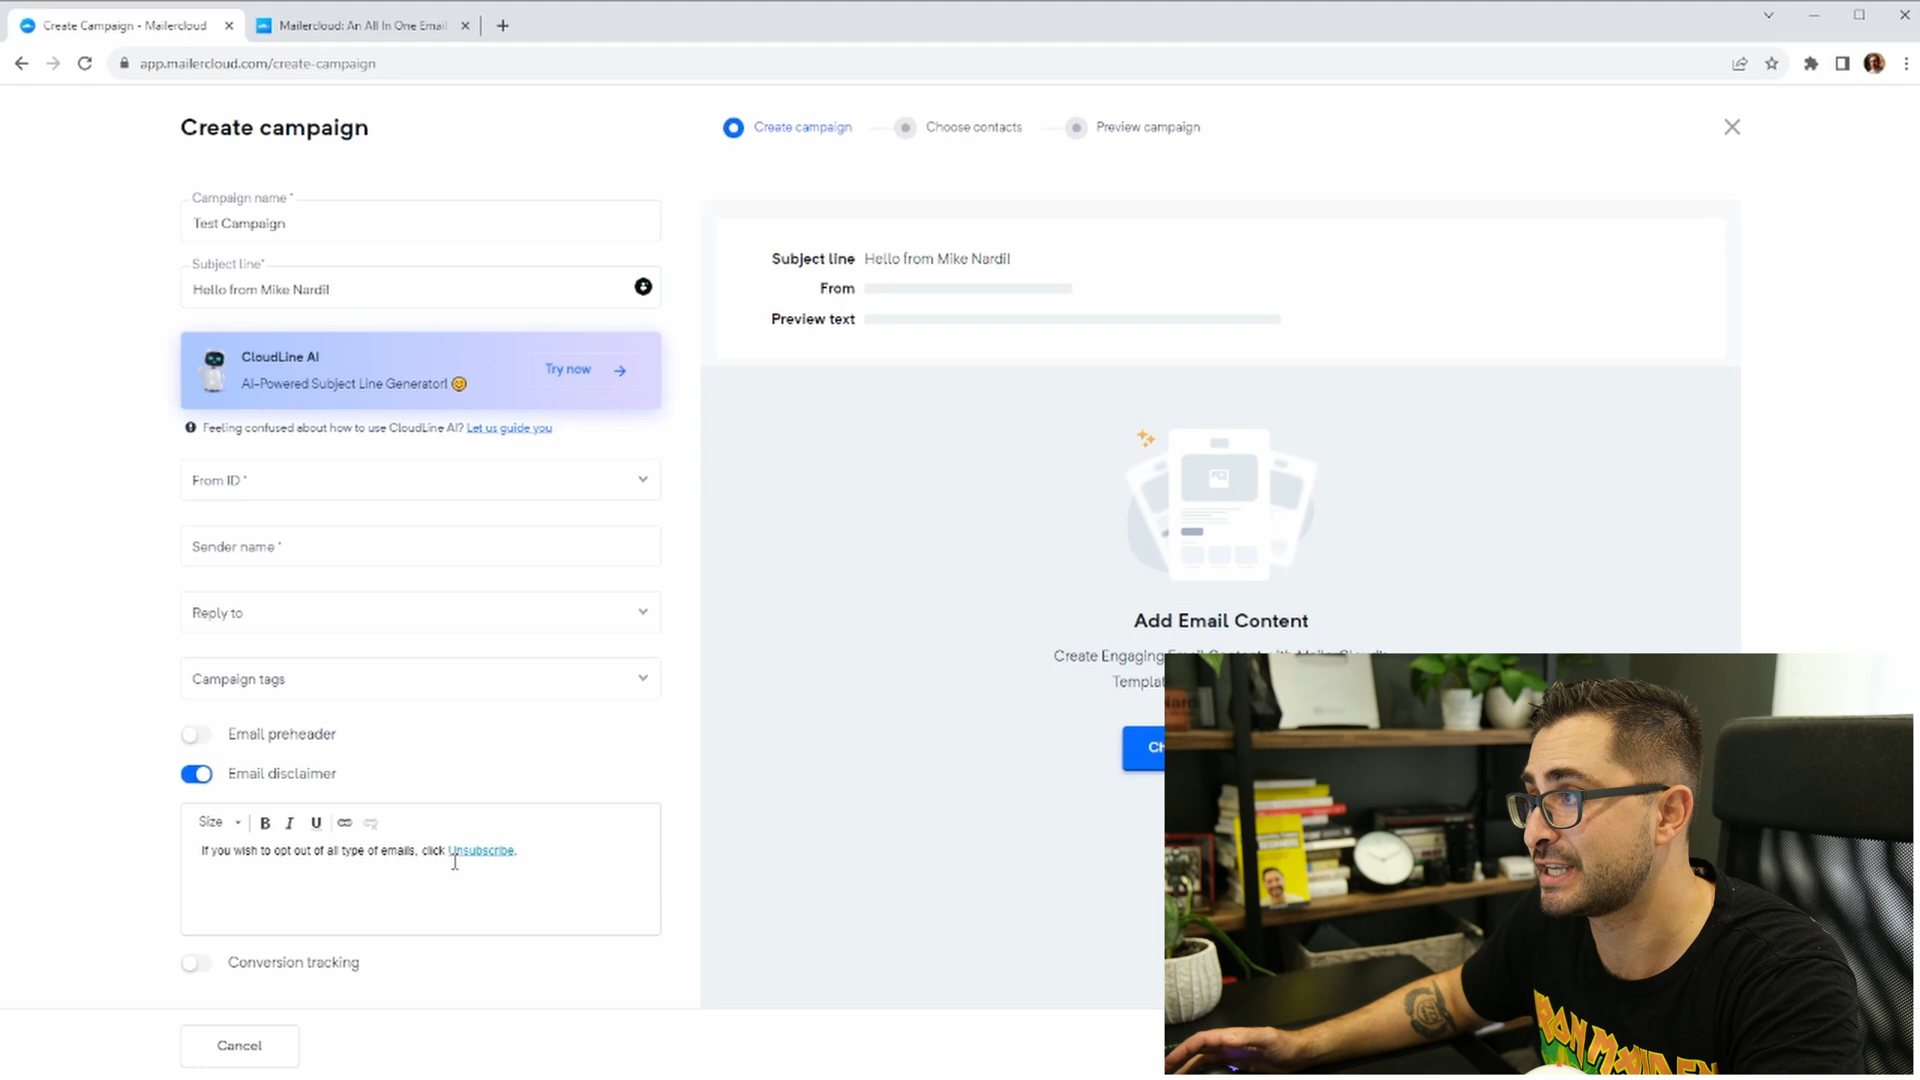 Create Campaign - Mailercloud
Mailercloud: An All In One Email
app.mailercloud.com/create-campaign
Create campaign
Create campaign
Choose contacts
Preview campaign
Campaign name *
Test Campaign
Subject line*
Hello from Mike Nardil
CloudLine AI
AI-Powered Subject Line Generator!
Try now
Feeling confused about how to use CloudLine AI? Let us guide you
From ID *
Sender name *
Reply to
Campaign tags
Email preheader
Email disclaimer
Size
B I U
If you wish to opt out of all type of emails, click Unsubscribe.
Conversion tracking
Cancel
Subject line Hello from Mike Nardil
From
Preview text
Add Email Content
Create Engaging
IRON MAIDEN